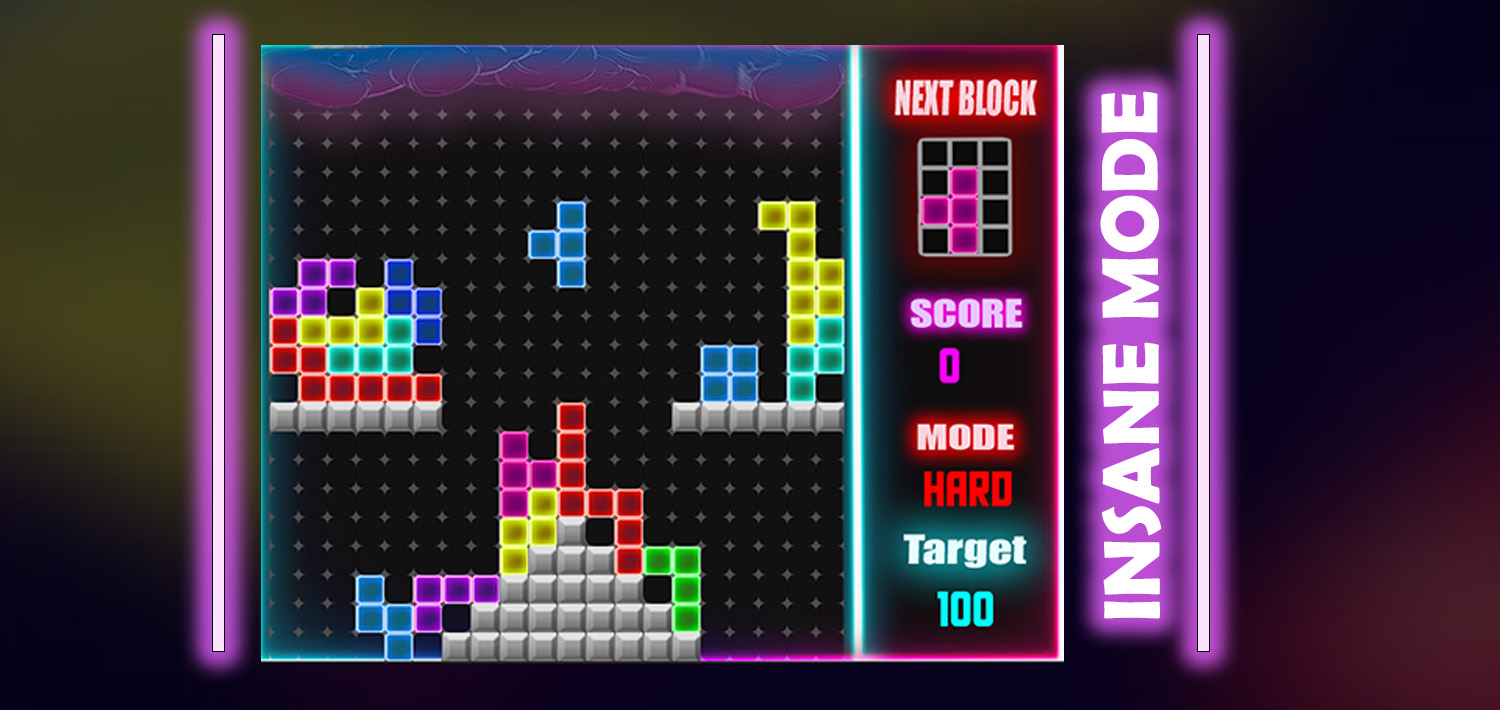 NEXT BLOCK
SCORE
0
MODE
HARD
Target
100
INSANE MODE